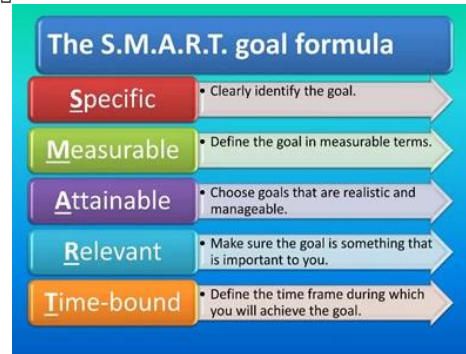 The S.M.A.R.T. goal formula
Specific
• Clearly identify the goal.
Measurable
• Define the goal in measurable terms.
Attainable
• Choose goals that are realistic and
manageable.
Relevant
• Make sure the goal is something that
is important to you.
Time-bound
• Define the time frame during which
you will achieve the goal.